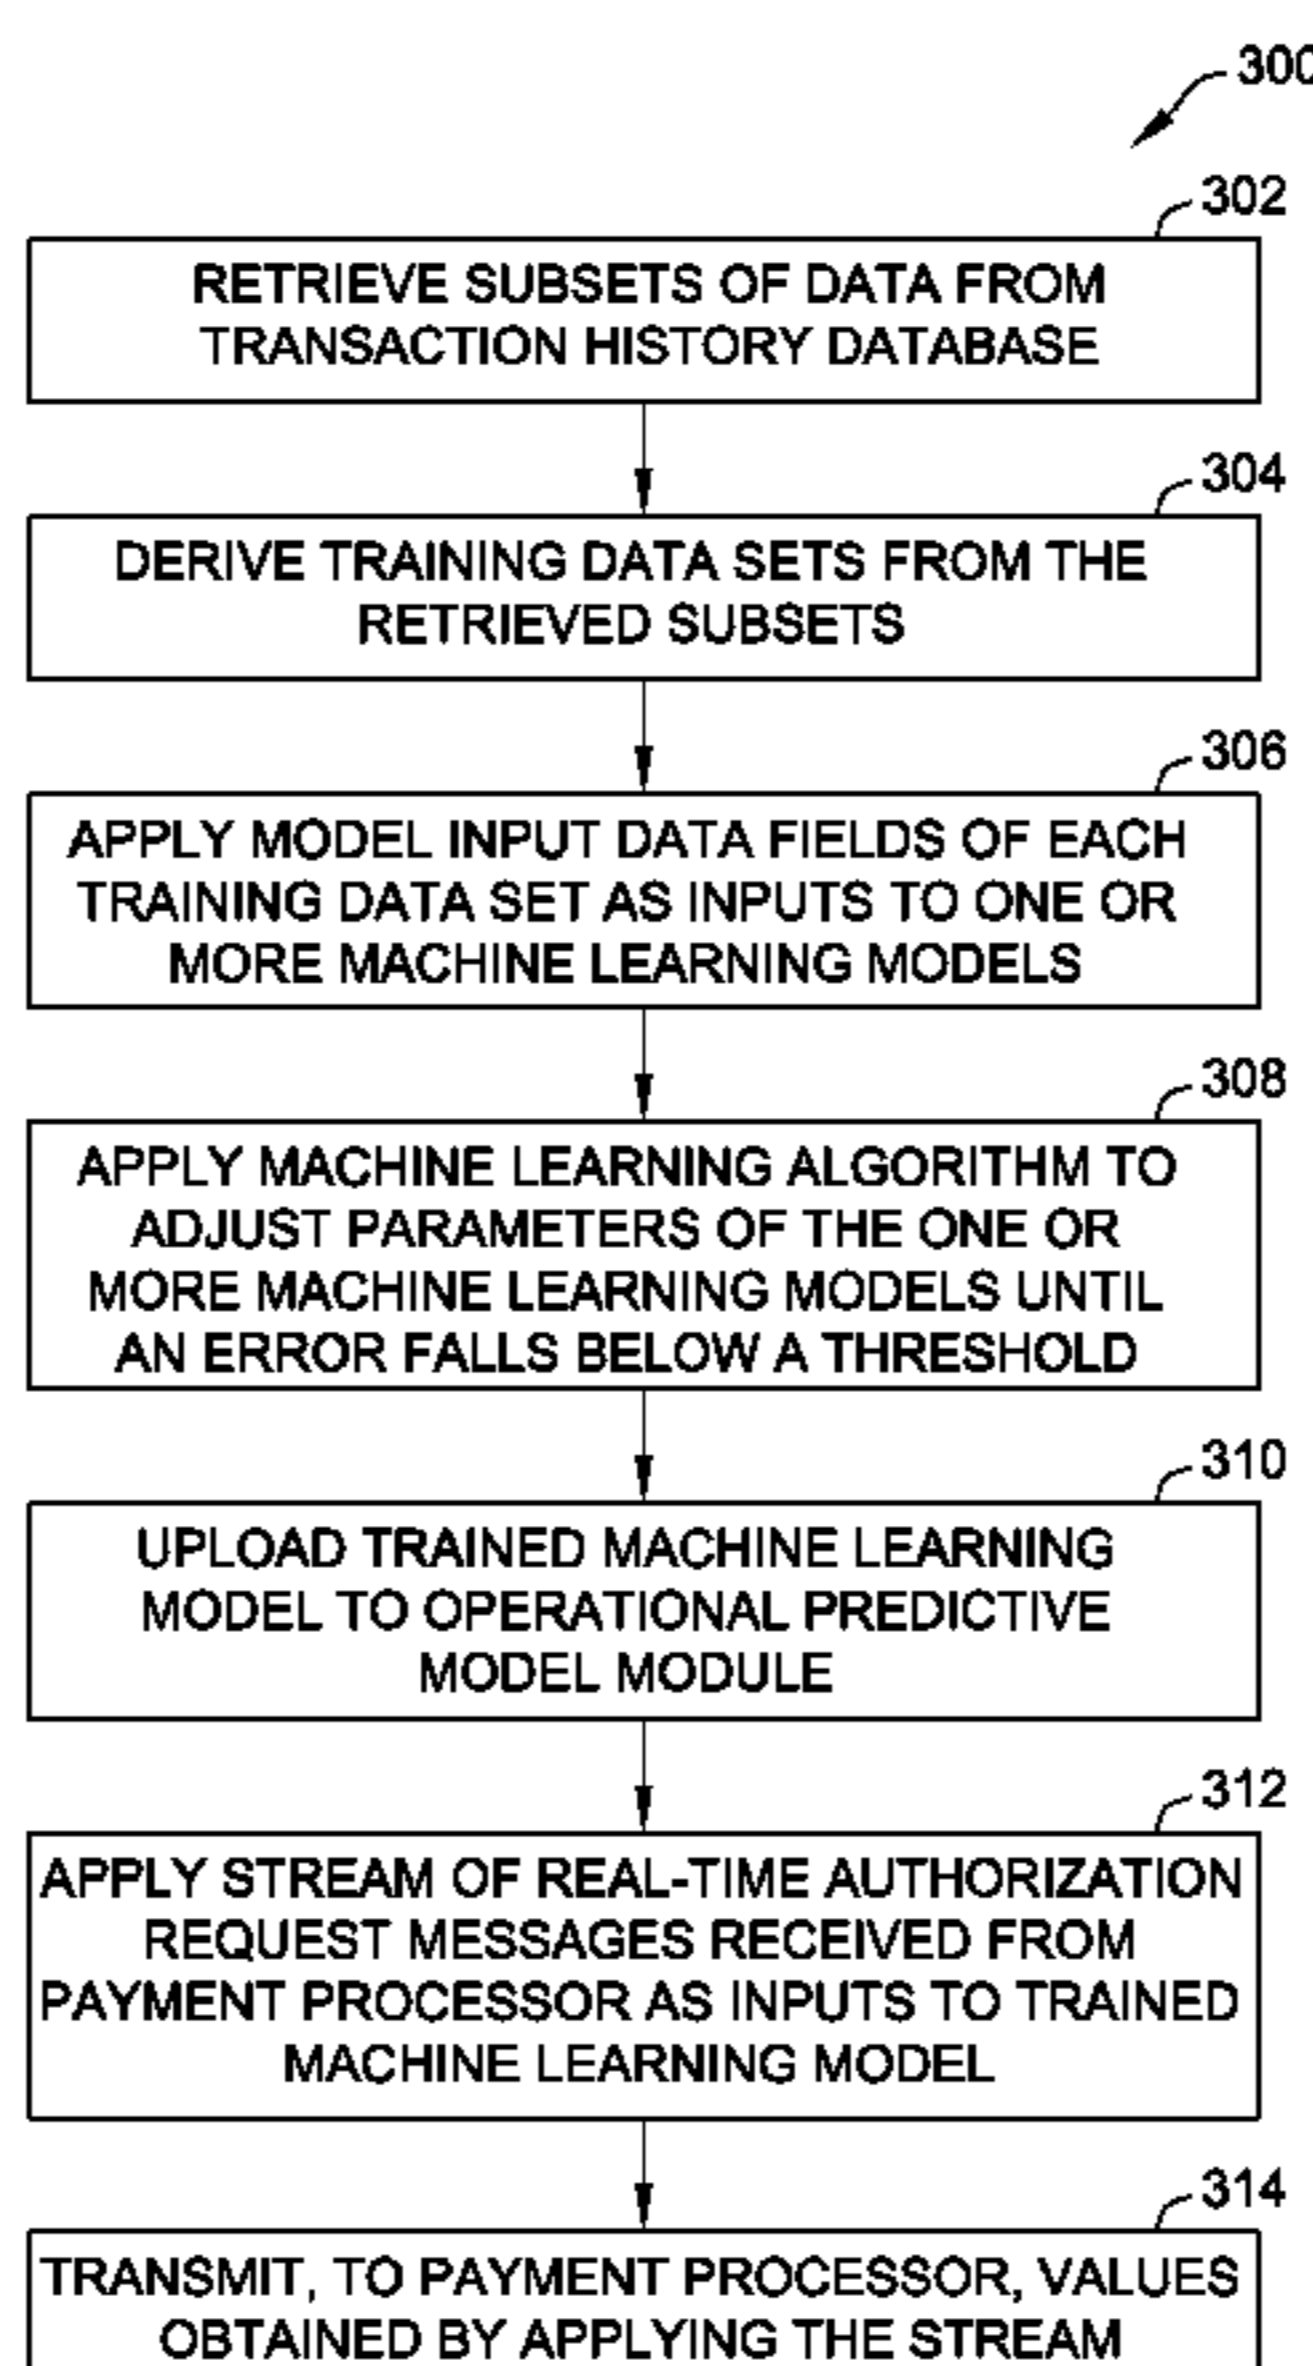 300
302
RETRIEVE SUBSETS OF DATA FROM
TRANSACTION HISTORY DATABASE
304
DERIVE TRAINING DATA SETS FROM THE
RETRIEVED SUBSETS
306
APPLY MODEL INPUT DATA FIELDS OF EACH
TRAINING DATA SET AS INPUTS TO ONE OR
MORE MACHINE LEARNING MODELS
308
APPLY MACHINE LEARNING ALGORITHM TO
ADJUST PARAMETERS OF THE ONE OR
MORE MACHINE LEARNING MODELS UNTIL
AN ERROR FALLS BELOW A THRESHOLD
310
UPLOAD TRAINED MACHINE LEARNING
MODEL TO OPERATIONAL PREDICTIVE
MODEL MODULE
312
APPLY STREAM OF REAL-TIME AUTHORIZATION
REQUEST MESSAGES RECEIVED FROM
PAYMENT PROCESSOR AS INPUTS TO TRAINED
MACHINE LEARNING MODEL
314
TRANSMIT, TO PAYMENT PROCESSOR, VALUES
OBTAINED BY APPLYING THE STREAM